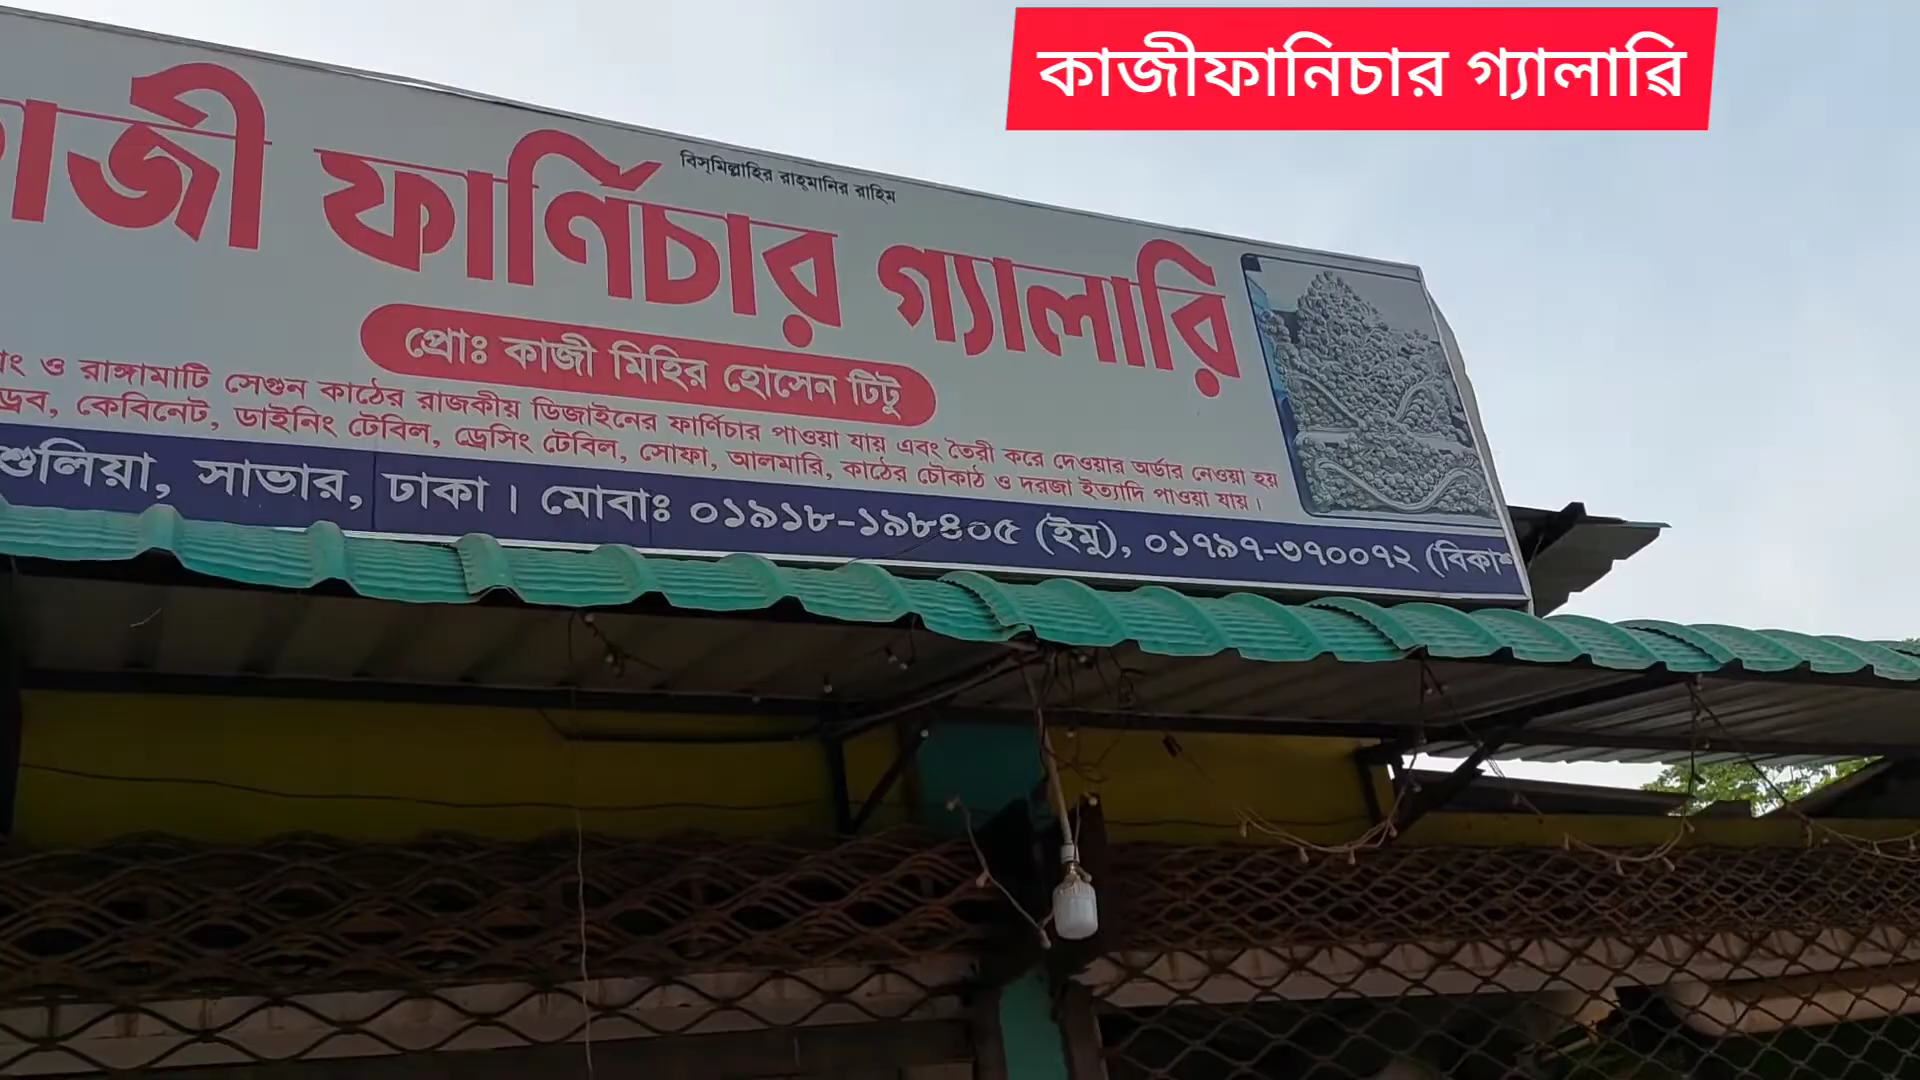 কাজীফানিচার গ্যালারি
বিস্‌মিল্লাহির রাহ্‌মানির রাহিম
াজী ফার্ণিচার গ্যালারি
প্রোঃ কাজী মিহির হোসেন টিটু
াং ও রাঙ্গামাটি সেগুন কাঠের রাজকীয় ডিজাইনের ফার্ণিচার পাওয়া যায় এবং তৈরী করে দেওয়ার অর্ডার নেওয়া হয়
ড্রব, কেবিনেট, ডাইনিং টেবিল, ড্রেসিং টেবিল, সোফা, আলমারি, কাঠের চৌকাঠ ও দরজা ইত্যাদি পাওয়া যায়।
শুলিয়া, সাভার, ঢাকা। মোবাঃ ০১৯১৮-১৯৮৪০৫ (ইমু), ০১৭৯৭-৩৭০০৭২ (বিকাশ